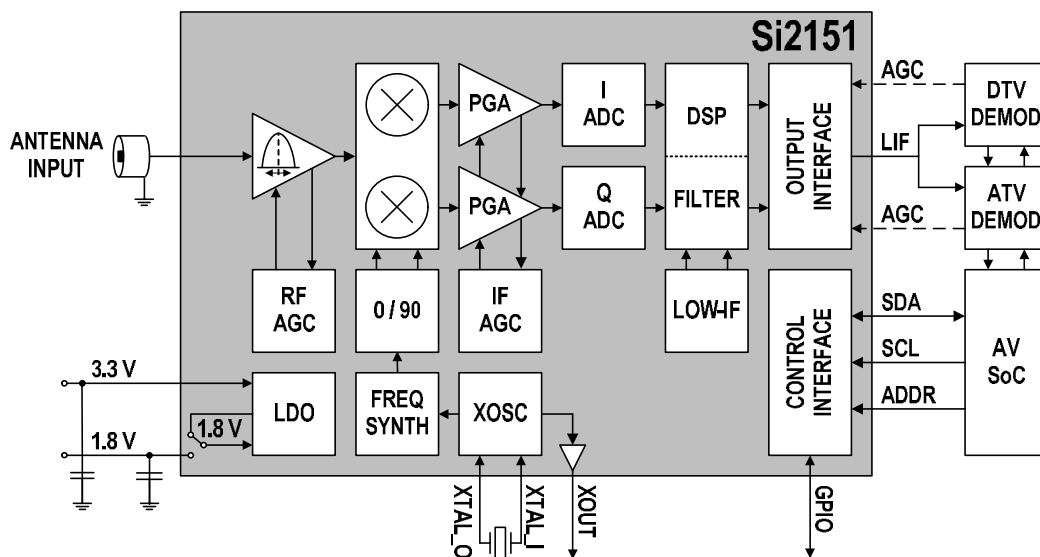 Si2151
ANTENNA
INPUT
PGA
PGA
I
ADC
Q
ADC
DSP
FILTER
OUTPUT
INTERFACE
AGC
LIF
AGC
DTV
DEMOD
ATV
DEMOD
RF
AGC
0 / 90
IF
AGC
LOW-IF
CONTROL
INTERFACE
SDA
SCL
ADDR
AV
SoC
3.3 V
1.8 V
1.8 V
LDO
FREQ
SYNTH
XOSC
XTAL_O
XTAL_I
XOUT
GPIO